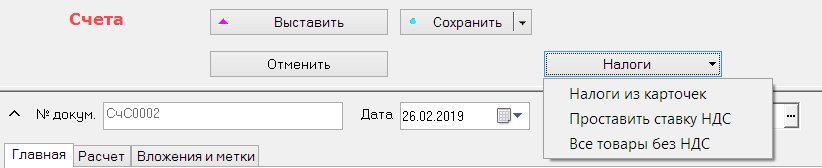 Счета
Выставить
Сохранить
Отменить
Налоги
Налоги из карточек
Проставить ставку НДС
Все товары без НДС
№ докум.
СчС0002
Дата
26.02.2019
...
Главная
Расчет
Вложения и метки